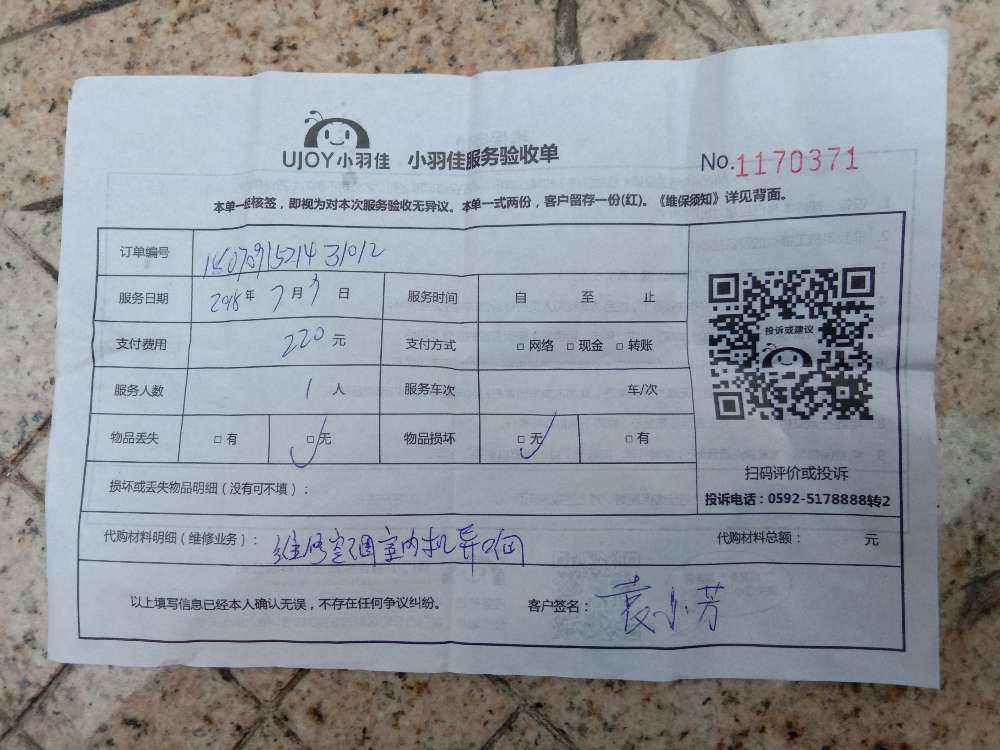 UJOY小羽佳 小羽佳服务验收单 No.1170371
本单一经核签，即视为对本次服务验收无异议。本单一式两份，客户留存一份(红)。《维保须知》详见背面。
订单编号
服务日期 2018年 7月3日 服务时间 自 至 止
支付费用 220 元 支付方式 □ 网络 □ 现金 □ 转账
投诉或建议
服务人数 1 人 服务车次 车/次
物品丢失 □ 有 □ 无 物品损坏 □ 无 □ 有
扫码评价或投诉
损坏或丢失物品明细（没有可不填）：
投诉电话：0592-5178888转2
代购材料明细（维修业务）： 维修空调室内机异响 代购材料总额： 元
以上填写信息已经本人确认无误，不存在任何争议纠纷。 客户签名： 袁小芳